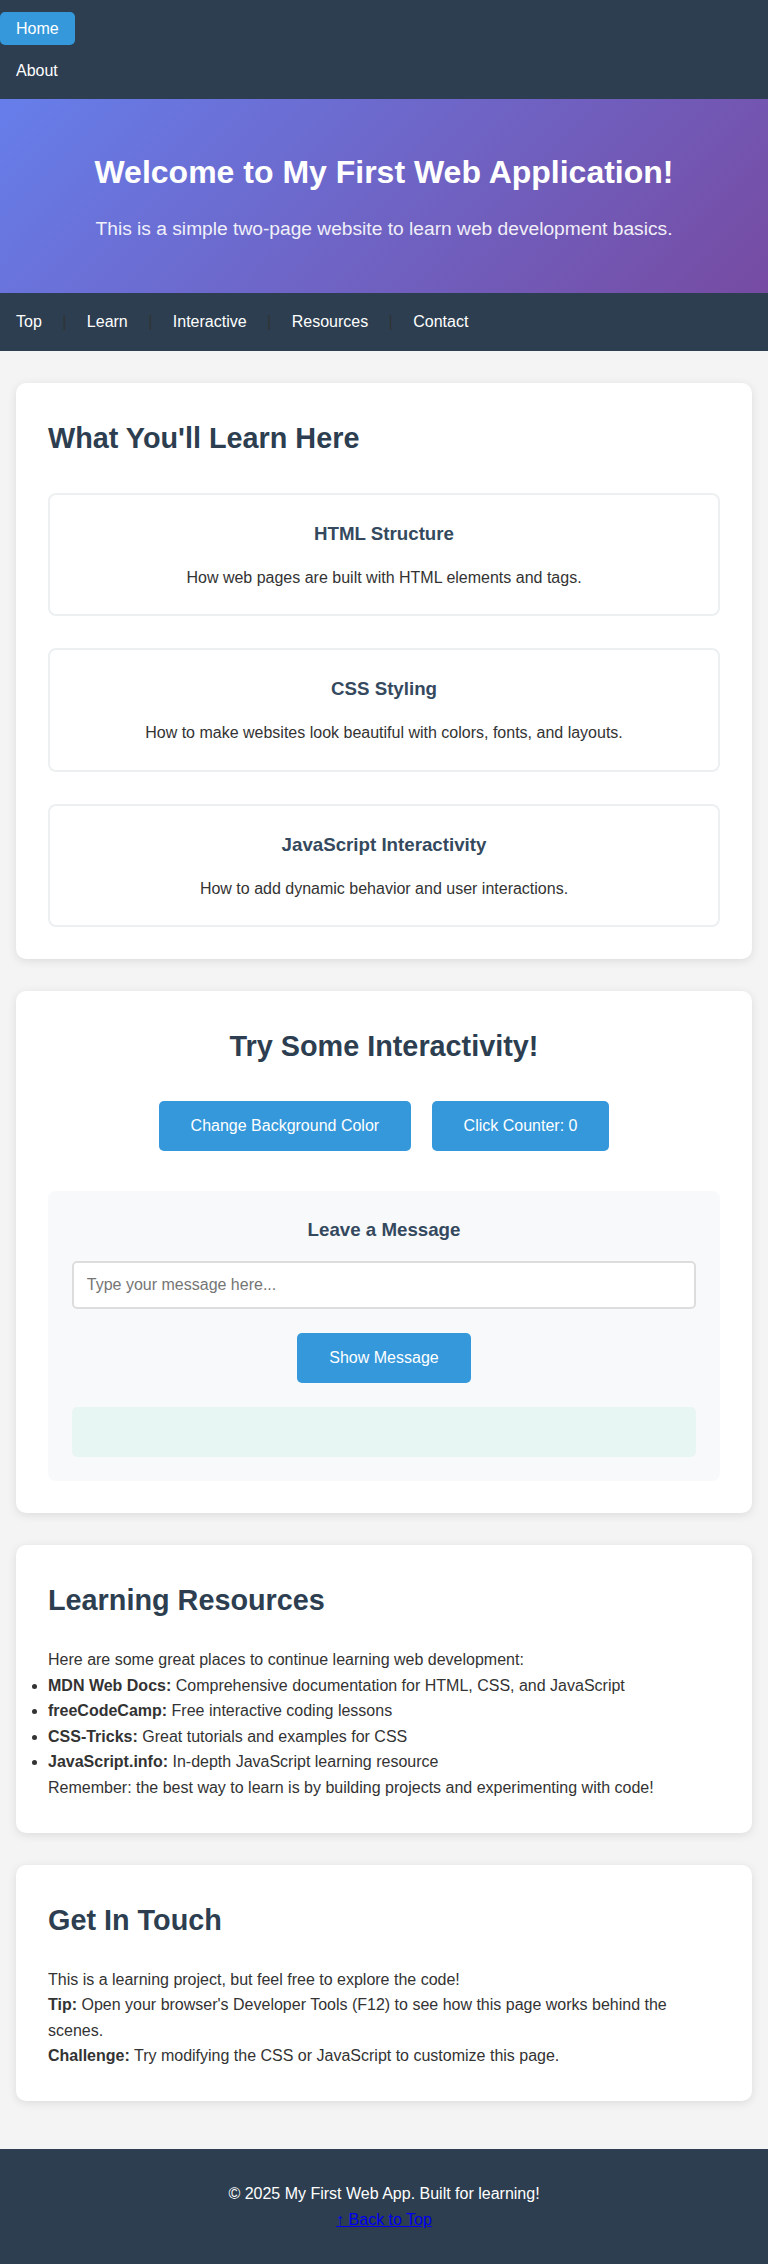 Home
About
Welcome to My First Web Application!
This is a simple two-page website to learn web development basics.
Top | Learn | Interactive | Resources | Contact
What You'll Learn Here
HTML Structure
How web pages are built with HTML elements and tags.
CSS Styling
How to make websites look beautiful with colors, fonts, and layouts.
JavaScript Interactivity
How to add dynamic behavior and user interactions.
Try Some Interactivity!
Change Background Color
Click Counter: 0
Leave a Message
Type your message here...
Show Message
Learning Resources
Here are some great places to continue learning web development:
• MDN Web Docs: Comprehensive documentation for HTML, CSS, and JavaScript
• freeCodeCamp: Free interactive coding lessons
• CSS-Tricks: Great tutorials and examples for CSS
• JavaScript.info: In-depth JavaScript learning resource
Remember: the best way to learn is by building projects and experimenting with code!
Get In Touch
This is a learning project, but feel free to explore the code!
Tip: Open your browser's Developer Tools (F12) to see how this page works behind the
scenes.
Challenge: Try modifying the CSS or JavaScript to customize this page.
© 2025 My First Web App. Built for learning!
↑ Back to Top